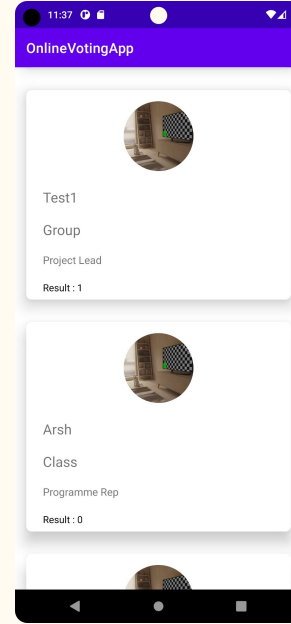 11:37
OnlineVotingApp
Test1
Group
Project Lead
Result : 1
Arsh
Class
Programme Rep
Result : 0